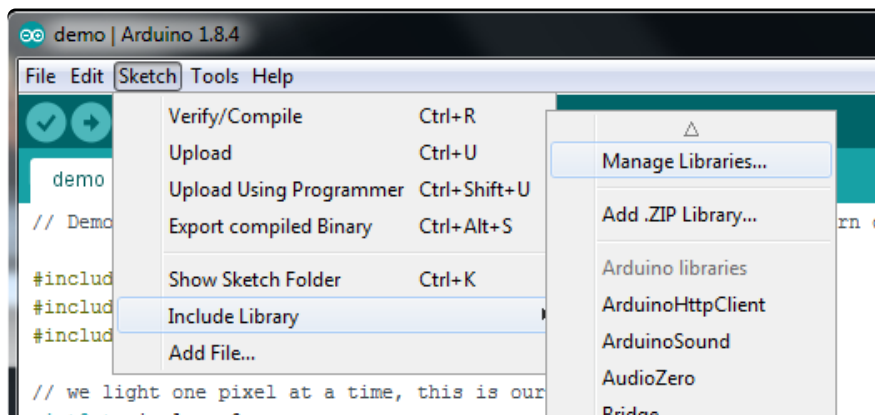 demo | Arduino 1.8.4
File Edit Sketch Tools Help
Verify/Compile Ctrl+R
Upload Ctrl+U
Upload Using Programmer Ctrl+Shift+U
Export compiled Binary Ctrl+Alt+S
Show Sketch Folder Ctrl+K
Include Library
Add File...
Manage Libraries...
Add .ZIP Library...
Arduino libraries
ArduinoHttpClient
ArduinoSound
AudioZero
Bridge
demo
// Demo
#includ
#includ
#includ
// we light one pixel at a time, this is our